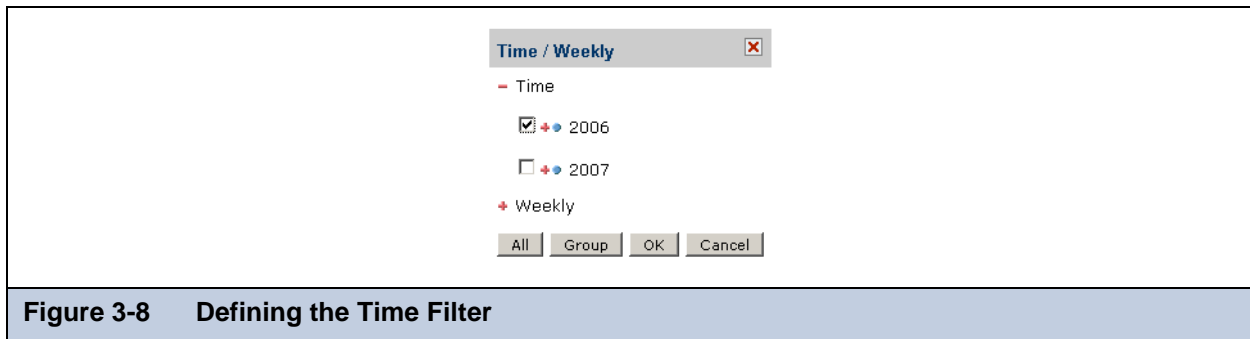 Time / Weekly
Time
2006
2007
Weekly
All Group OK Cancel
Figure 3-8 Defining the Time Filter